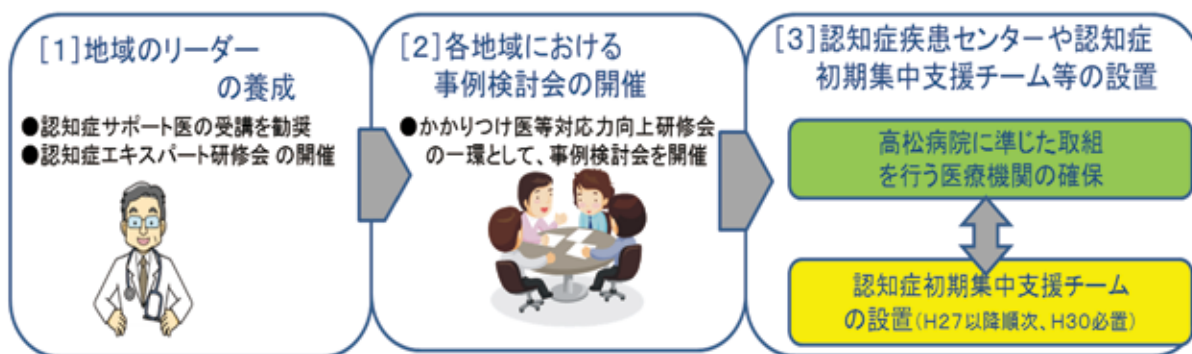 [1]地域のリーダー
の養成
●認知症サポート医の受講を勧奨
●認知症エキスパート研修会 の開催
[2]各地域における
事例検討会の開催
●かかりつけ医等対応力向上研修会
の一環として、事例検討会を開催
[3]認知症疾患センターや認知症
初期集中支援チーム等の設置
高松病院に準じた取組
を行う医療機関の確保
認知症初期集中支援チーム
の設置(H27以降順次、H30必置)